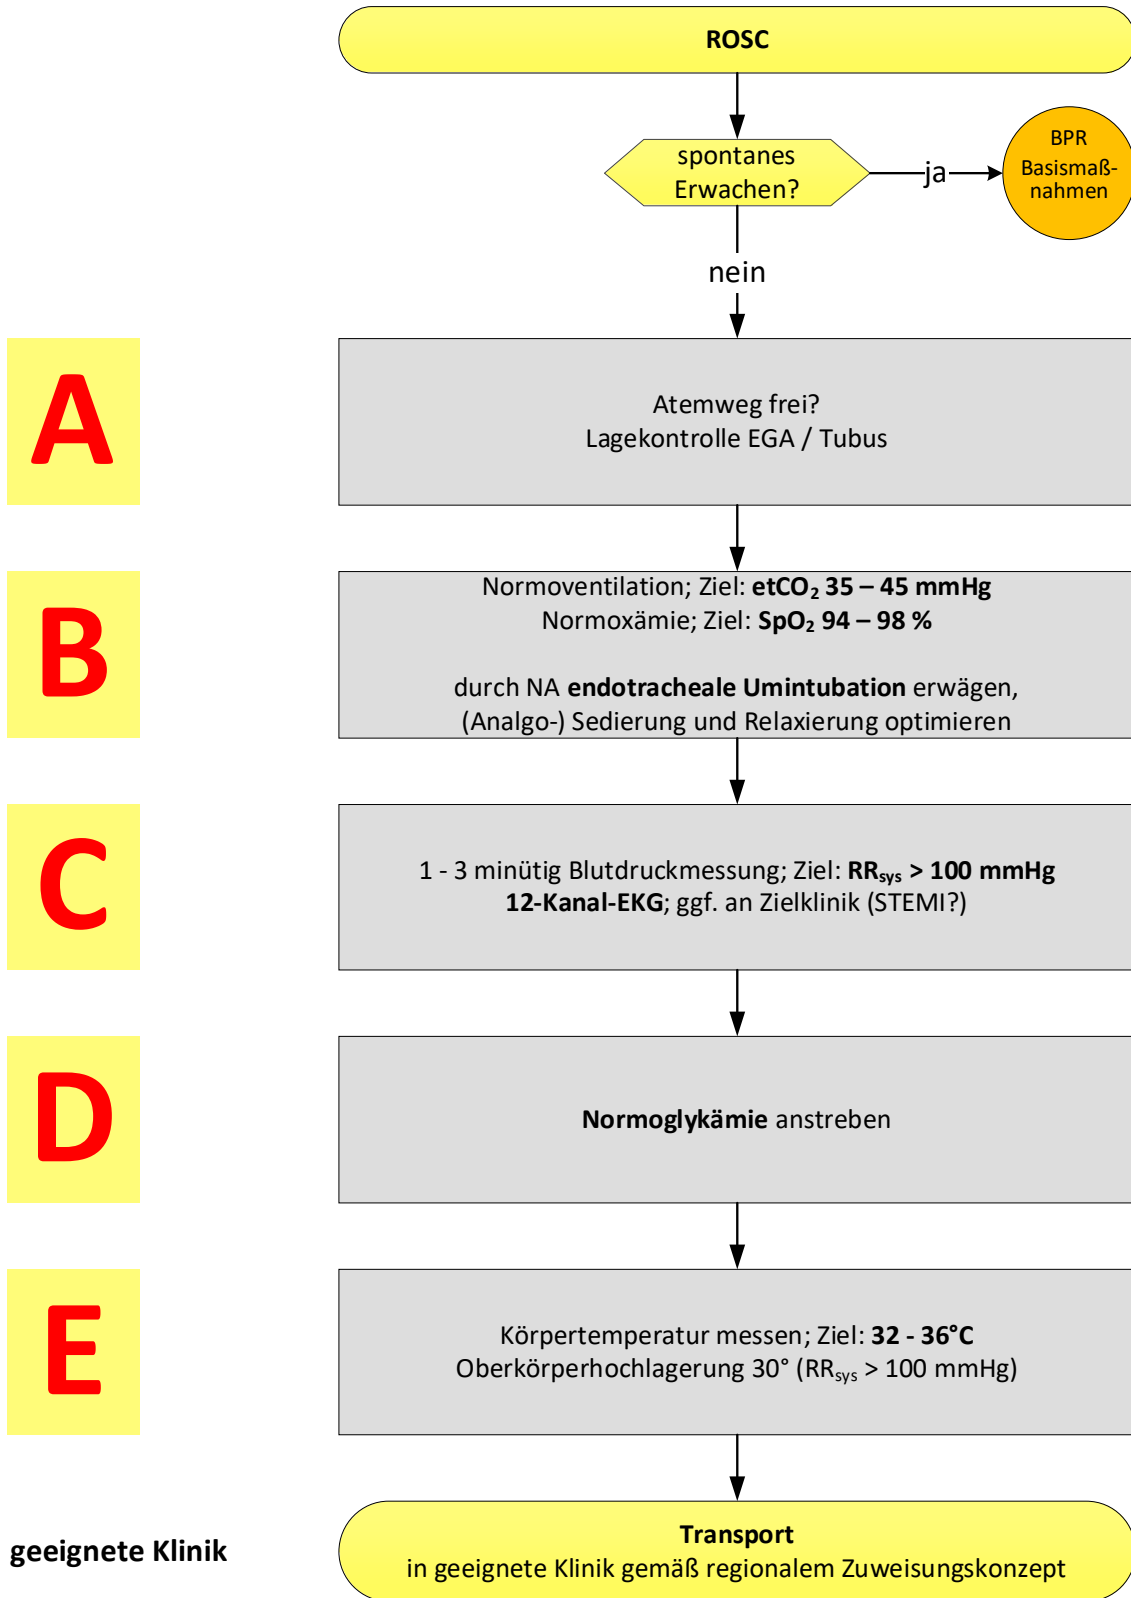 ROSC
spontanes
Erwachen?
ja
BPR
Basismaß-
nahmen
nein
A
Atemweg frei?
Lagekontrolle EGA / Tubus
B
Normoventilation; Ziel: etCO₂ 35 – 45 mmHg
Normoxämie; Ziel: SpO₂ 94 – 98 %
durch NA endotracheale Umintubation erwägen,
(Analgo-) Sedierung und Relaxierung optimieren
C
1 - 3 minütig Blutdruckmessung; Ziel: RRsys > 100 mmHg
12-Kanal-EKG; ggf. an Zielklinik (STEMI?)
D
Normoglykämie anstreben
E
Körpertemperatur messen; Ziel: 32 - 36°C
Oberkörperhochlagerung 30° (RRsys > 100 mmHg)
geeignete Klinik
Transport
in geeignete Klinik gemäß regionalem Zuweisungskonzept